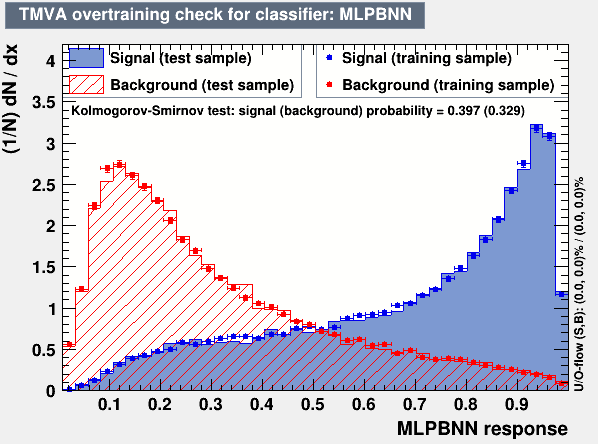 TMVA overtraining check for classifier: MLPBNN
(1/N) dN / dx
Signal (test sample)
Background (test sample)
Signal (training sample)
Background (training sample)
Kolmogorov-Smirnov test: signal (background) probability = 0.397 (0.329)
4
3.5
3
2.5
2
1.5
1
0.5
0
0.1 0.2 0.3 0.4 0.5 0.6 0.7 0.8 0.9
MLPBNN response
U/O-flow (S,B): (0.0, 0.0)% / (0.0, 0.0)%